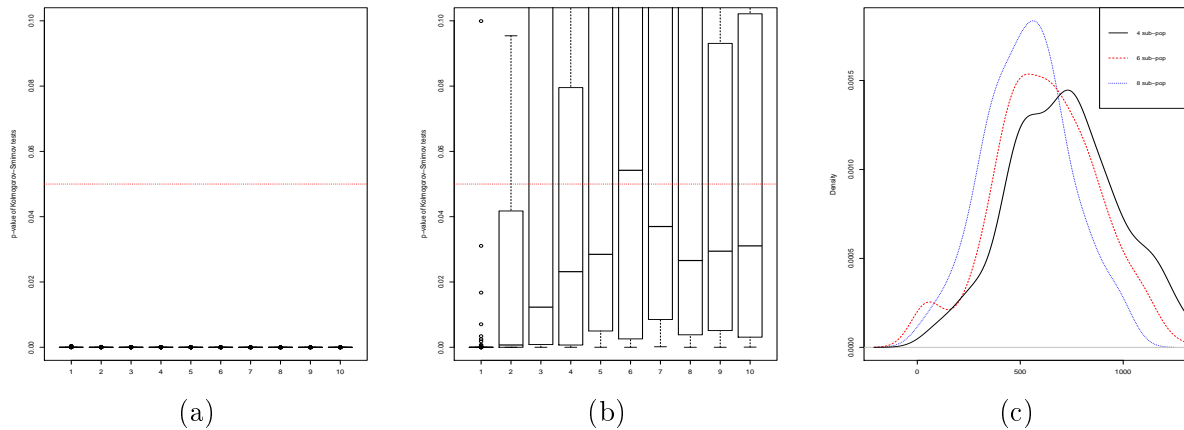 p-value of Kolmogorov-Smirnov tests
0.00 0.02 0.04 0.06 0.08 0.10
1 2 3 4 5 6 7 8 9 10
(a)
p-value of Kolmogorov-Smirnov tests
0.00 0.02 0.04 0.06 0.08 0.10
1 2 3 4 5 6 7 8 9 10
(b)
Density
0.0000 0.0005 0.0010 0.0015
0 500 1000
4 sub-pop
6 sub-pop
8 sub-pop
(c)